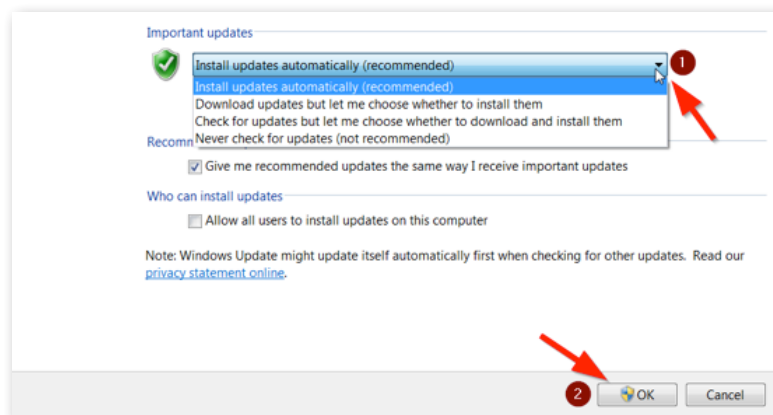 Important updates
Install updates automatically (recommended)
1
Install updates automatically (recommended)
Download updates but let me choose whether to install them
Check for updates but let me choose whether to download and install them
Never check for updates (not recommended)
Recomm
Give me recommended updates the same way I receive important updates
Who can install updates
Allow all users to install updates on this computer
Note: Windows Update might update itself automatically first when checking for other updates. Read our
privacy statement online.
2 OK Cancel